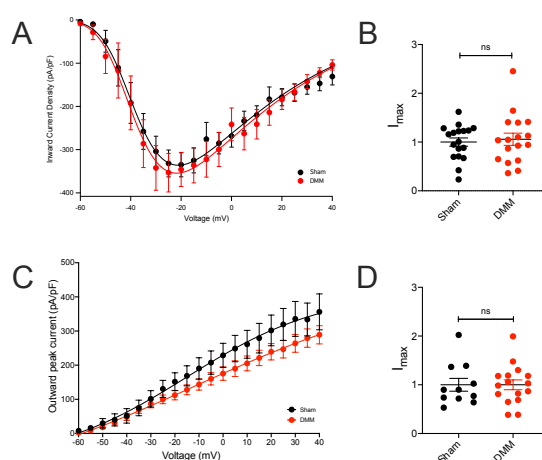 A
Inward Current Density (pA/pF)
0
-100
-200
-300
-400
-60 -40 -20 0 20 40
Voltage (mV)
Sham
DMM
B
ns
Imax
3
2
1
0
Sham DMM
C
Outward peak current (pA/pF)
500
400
300
200
100
0
-60 -50 -40 -30 -20 -10 0 10 20 30 40
Voltage (mV)
Sham
DMM
D
ns
Imax
3
2
1
0
Sham DMM